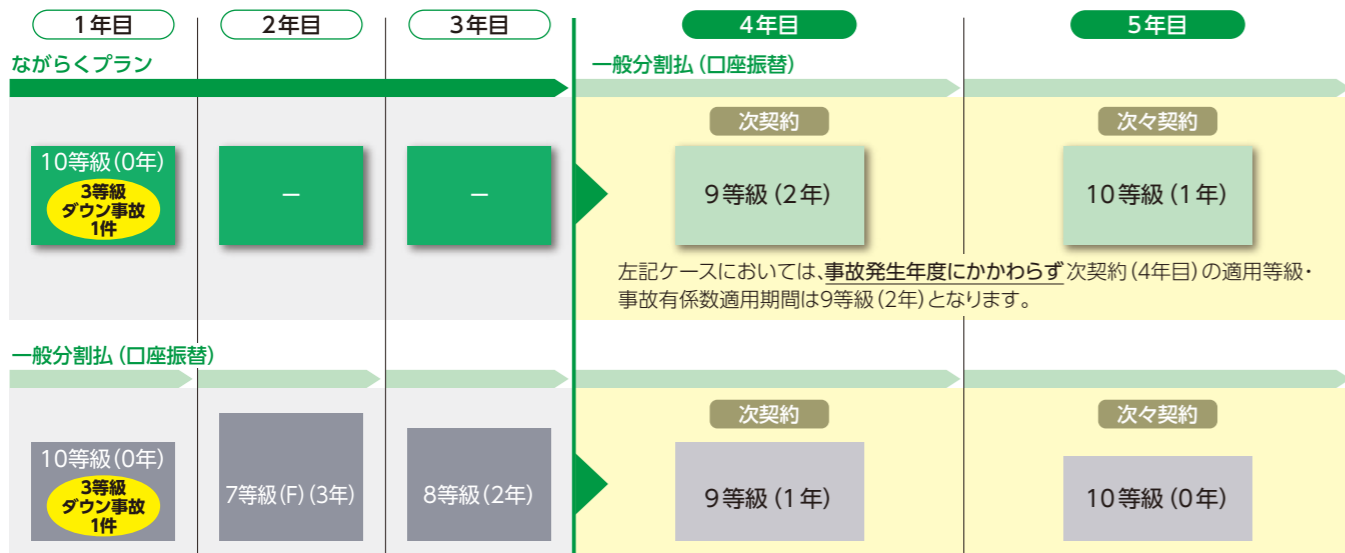 1年目
2年目
3年目
4年目
5年目
ながらくプラン
一般分割払(口座振替)
10等級(0年)
3等級
ダウン事故
1件
－
－
次契約
9等級(2年)
次々契約
10等級(1年)
左記ケースにおいては、事故発生年度にかかわらず次契約(4年目)の適用等級・
事故有係数適用期間は9等級(2年)となります。
一般分割払(口座振替)
10等級(0年)
3等級
ダウン事故
1件
7等級(F)(3年)
8等級(2年)
次契約
9等級(1年)
次々契約
10等級(0年)